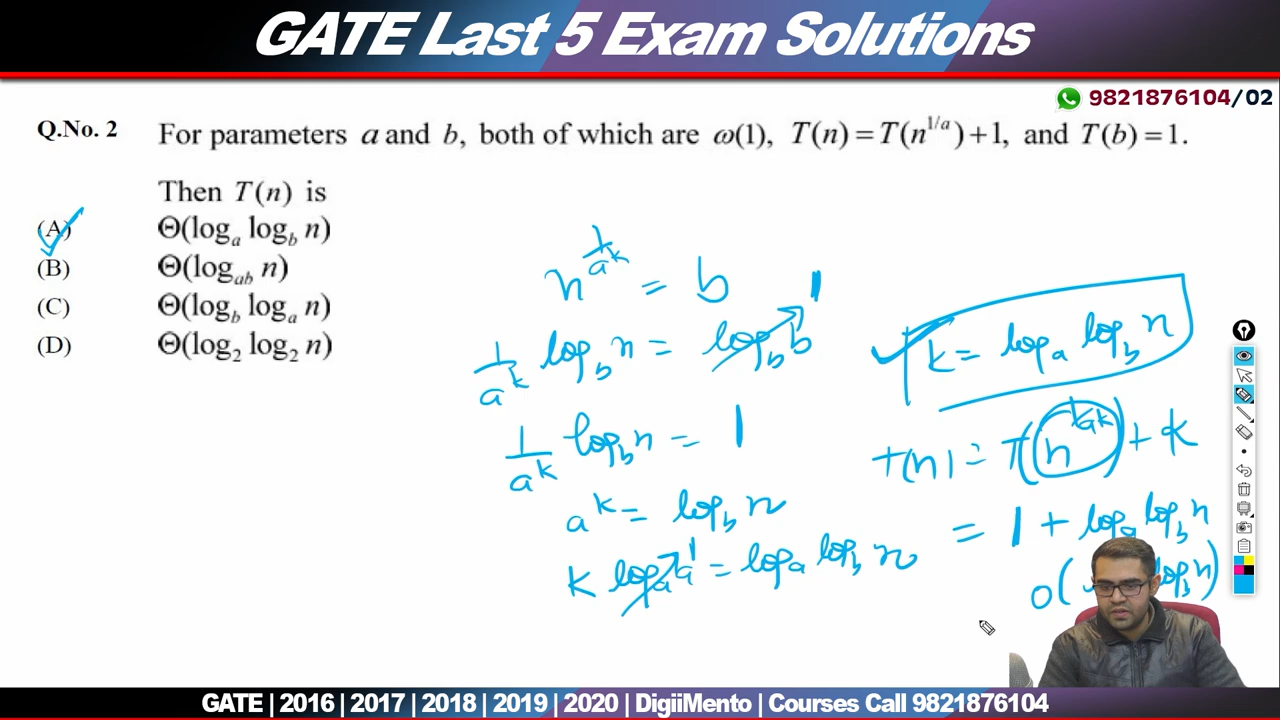 GATE Last 5 Exam Solutions
9821876104/02
Q.No. 2 For parameters a and b, both of which are ω(1), T(n) = T(n^{1/a}) + 1, and T(b) = 1.
Then T(n) is
(A) Θ(log_a log_b n)
(B) Θ(log_{ab} n)
(C) Θ(log_b log_a n)
(D) Θ(log_2 log_2 n)
n^{1/a^k} = b
1/a^k log_b n = log_b b 1
1/a^k log_b n = 1
a^k = log_b n
k log_a a 1 = log_a log_b n
k = log_a log_b n
T(n) = T(n^{1/a^k}) + k
= 1 + log_a log_b n
O( log_b n)
GATE | 2016 | 2017 | 2018 | 2019 | 2020 | DigiiMento | Courses Call 9821876104